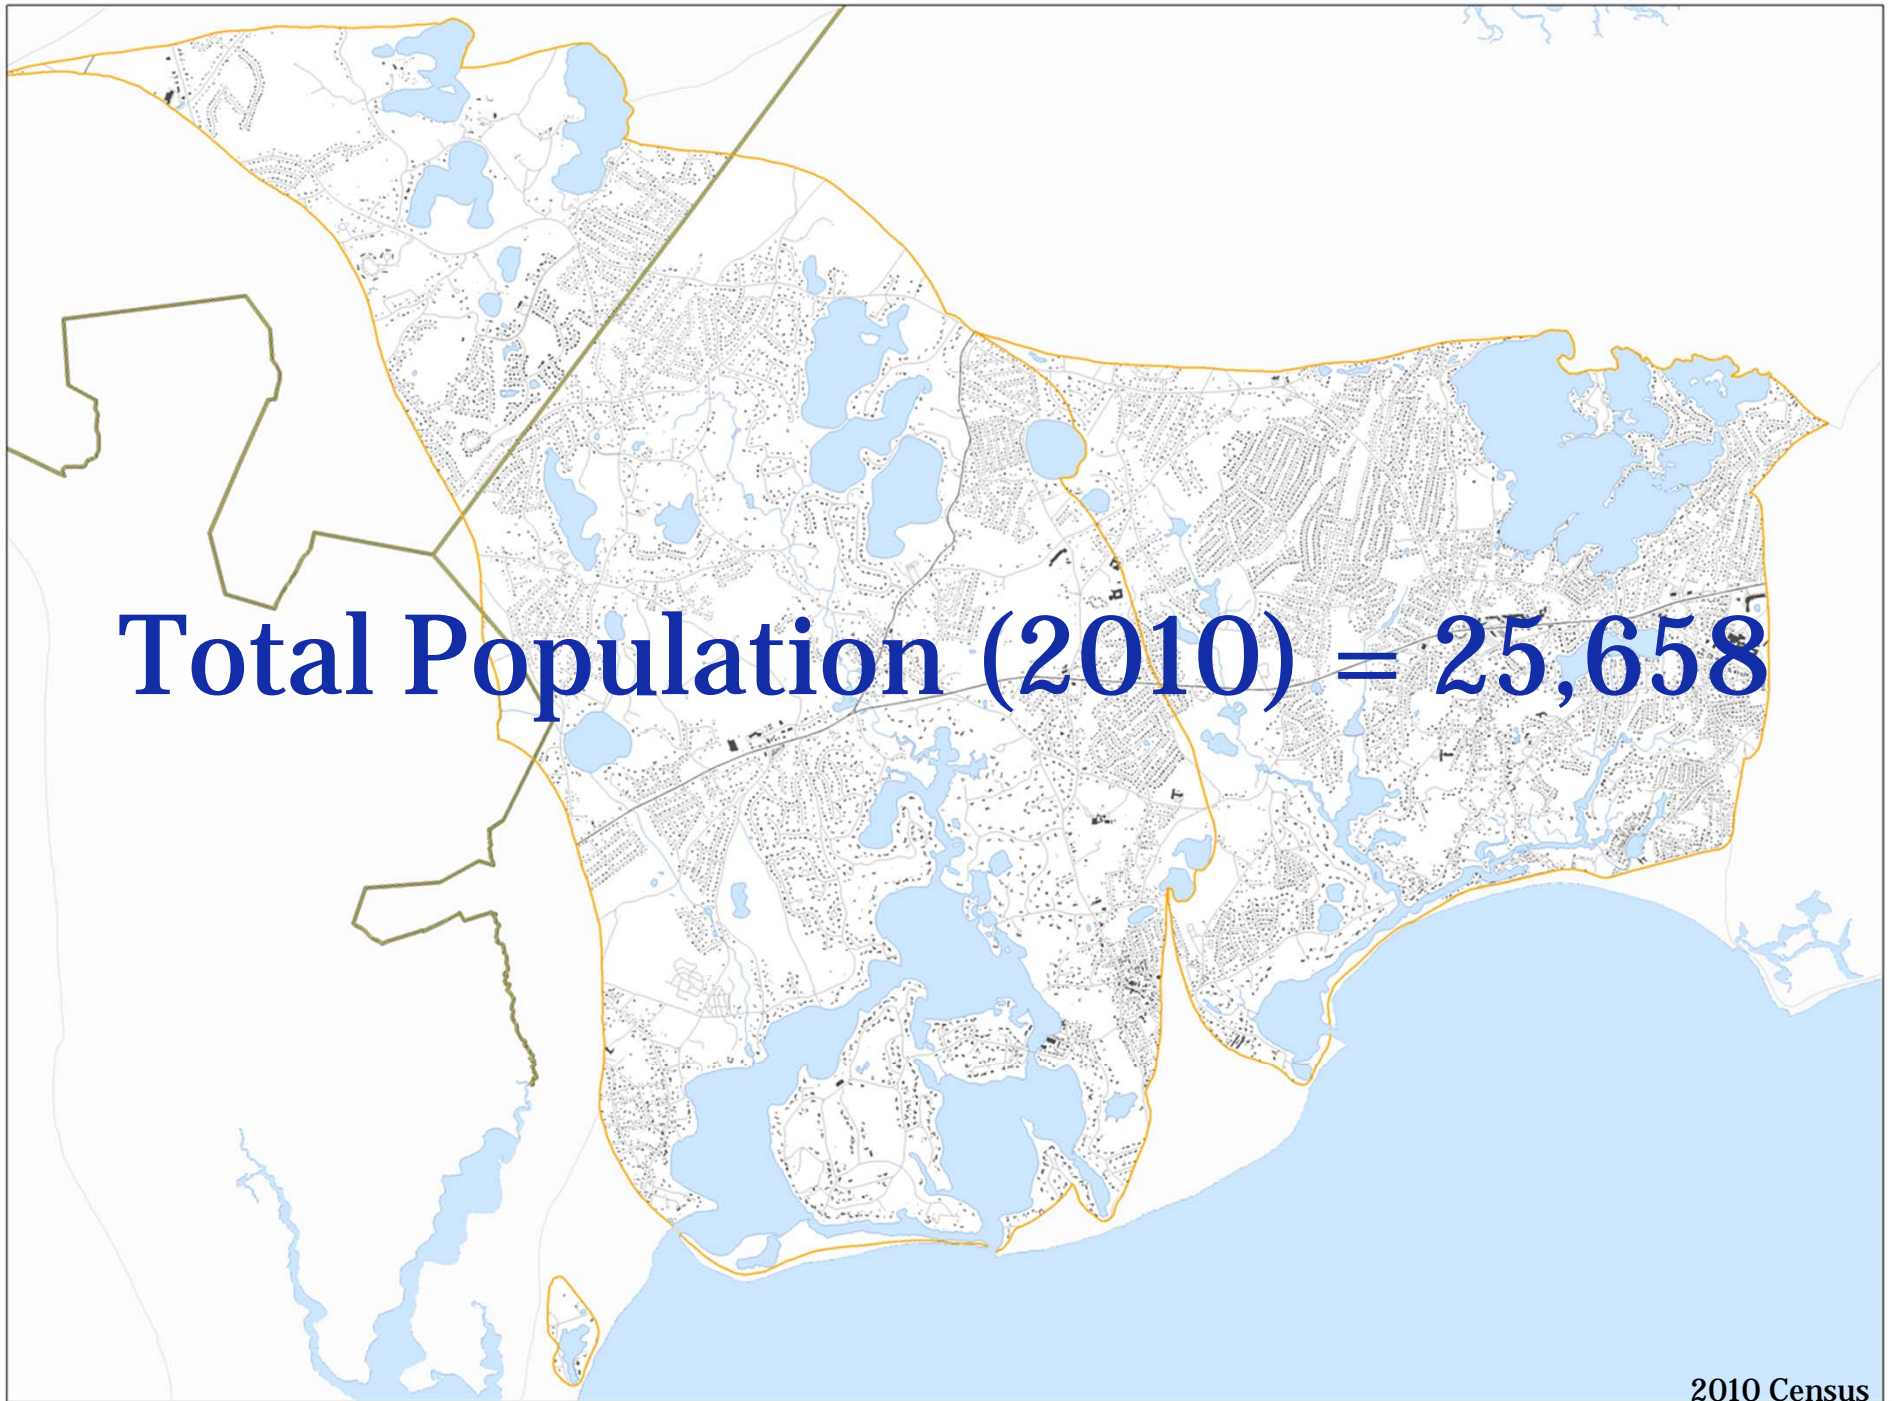 Total Population (2010) = 25,658
2010 Census